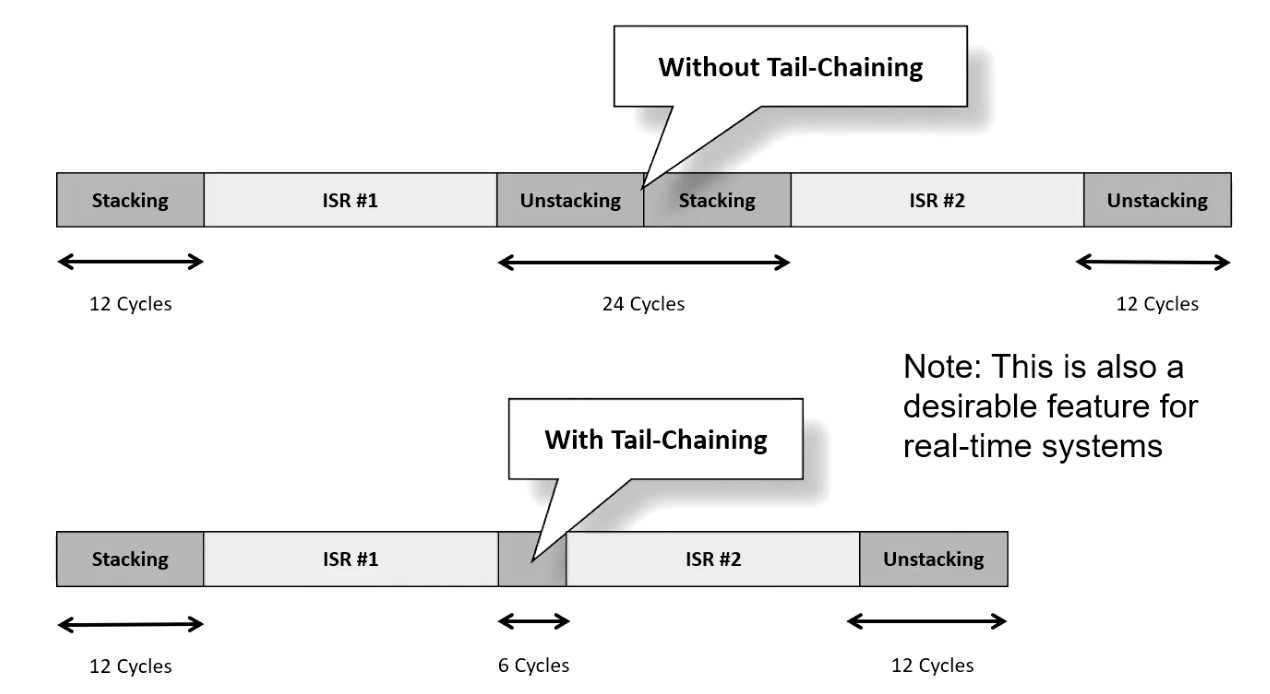 Without Tail-Chaining
Stacking
ISR #1
Unstacking
Stacking
ISR #2
Unstacking
12 Cycles
24 Cycles
12 Cycles
Note: This is also a
desirable feature for
real-time systems
With Tail-Chaining
Stacking
ISR #1
ISR #2
Unstacking
12 Cycles
6 Cycles
12 Cycles